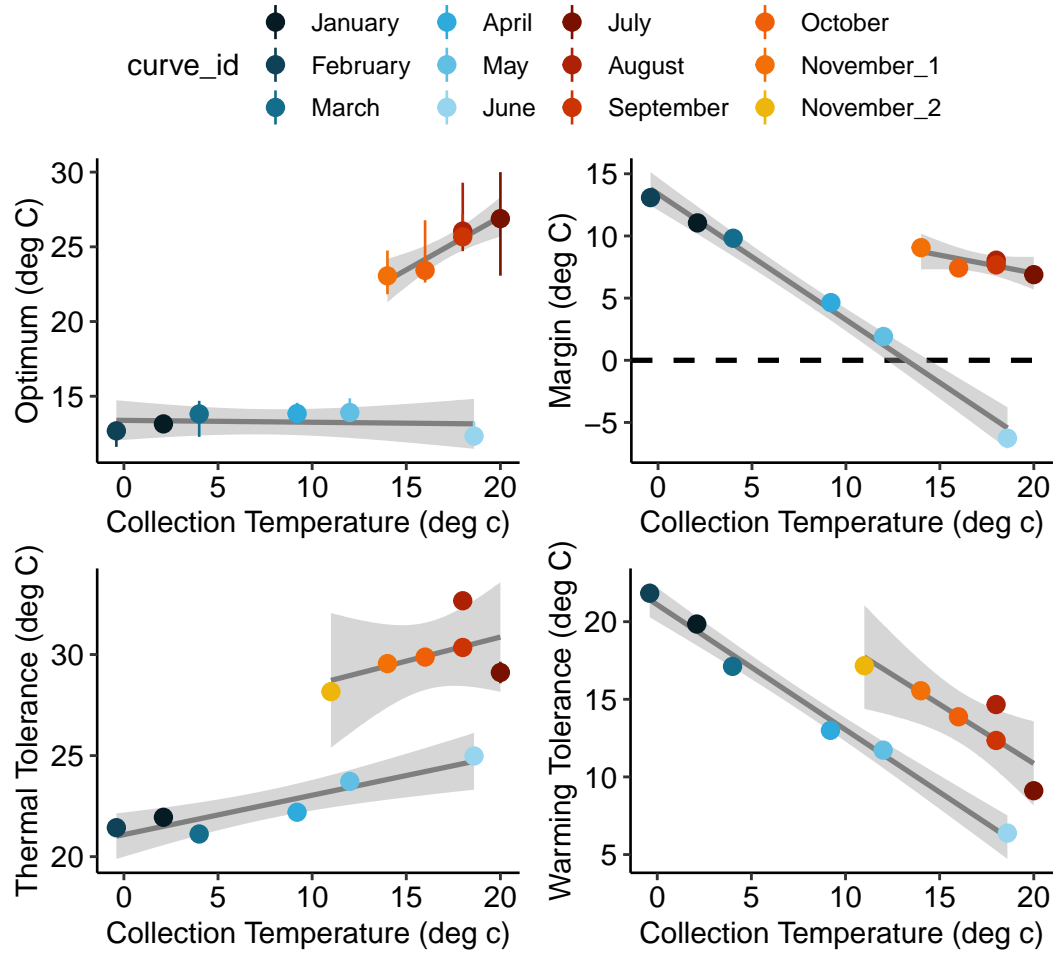 curve_id
January
February
March
April
May
June
July
August
September
October
November_1
November_2
Optimum (deg C)
30
25
20
15
0 5 10 15 20
Collection Temperature (deg c)
Margin (deg C)
15
10
5
0
−5
0 5 10 15 20
Collection Temperature (deg c)
Thermal Tolerance (deg C)
30
25
20
0 5 10 15 20
Collection Temperature (deg c)
Warming Tolerance (deg C)
20
15
10
5
0 5 10 15 20
Collection Temperature (deg c)